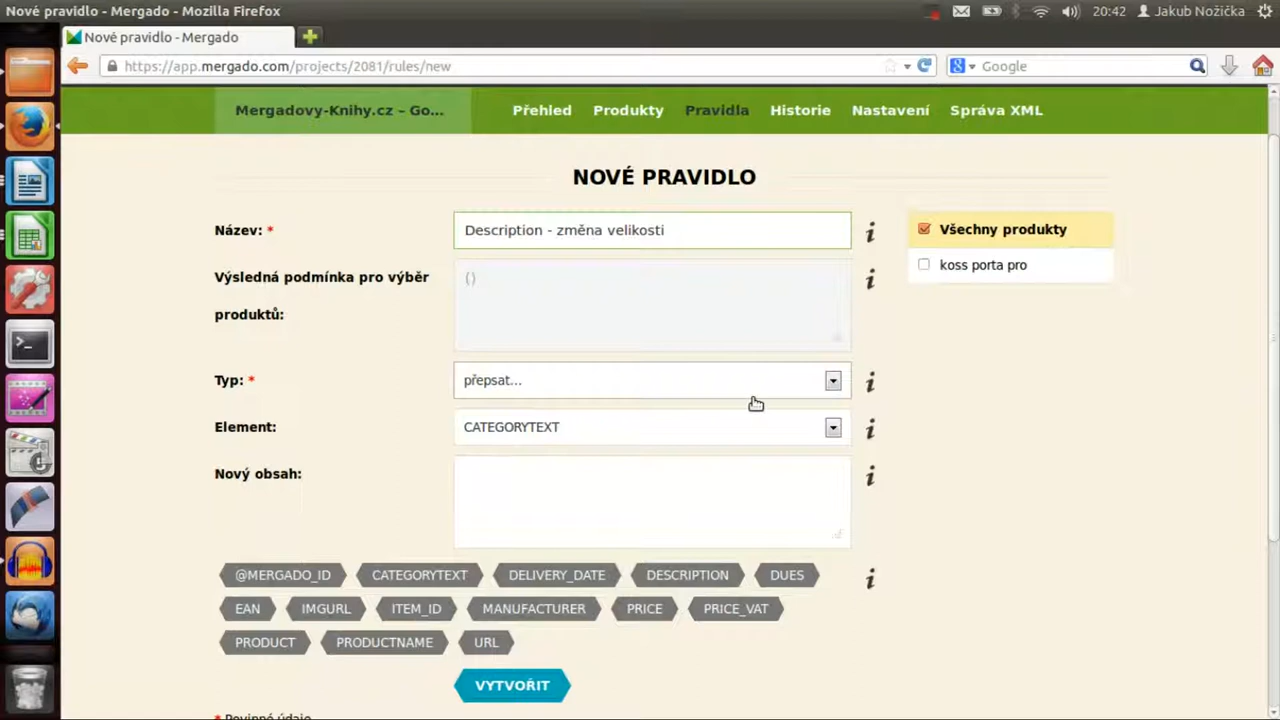 Nové pravidlo - Mergado - Mozilla Firefox
20:42
Jakub Nožička
Nové pravidlo - Mergado
https://app.mergado.com/projects/2081/rules/new
Google
Mergadovy-Knihy.cz – Go...
Přehled
Produkty
Pravidla
Historie
Nastavení
Správa XML
NOVÉ PRAVIDLO
Název: *
Description - změna velikosti
Všechny produkty
koss porta pro
Výsledná podmínka pro výběr
produktů:
()
Typ: *
přepsat...
Element:
CATEGORYTEXT
Nový obsah:
@MERGADO_ID
CATEGORYTEXT
DELIVERY_DATE
DESCRIPTION
DUES
EAN
IMGURL
ITEM_ID
MANUFACTURER
PRICE
PRICE_VAT
PRODUCT
PRODUCTNAME
URL
VYTVOŘIT
* Povinné údaje